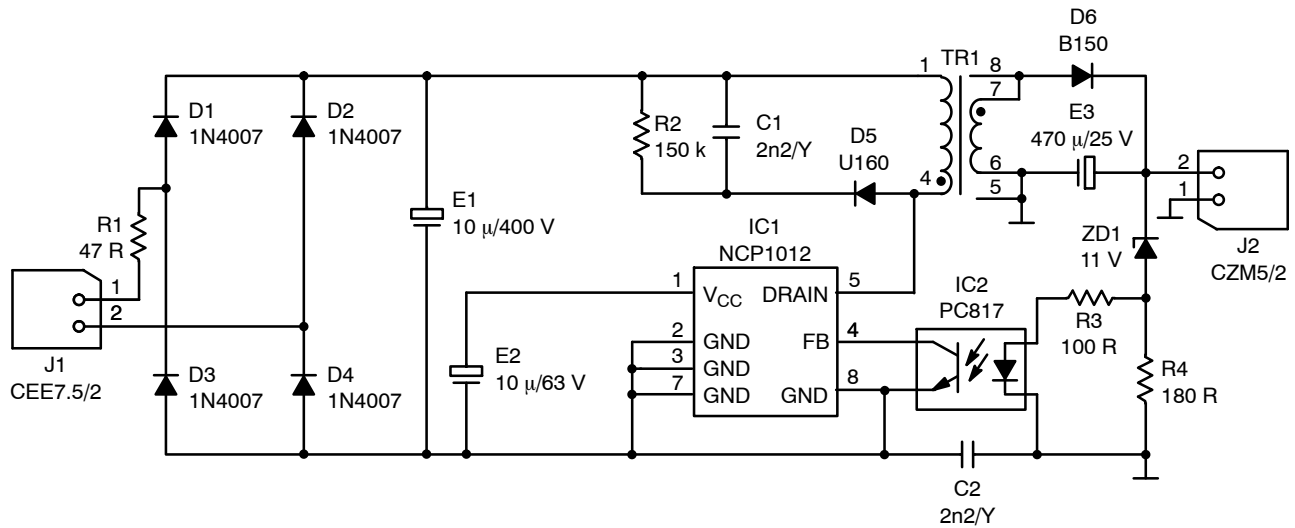 D6
B150
TR1
1
8
7
D1
1N4007
D2
1N4007
R2
150 k
C1
2n2/Y
D5
U160
E3
470 μ/25 V
4
6
5
2
1
R1
47 R
E1
10 μ/400 V
IC1
NCP1012
ZD1
11 V
J2
CZM5/2
1
2
J1
CEE7.5/2
1
VCC
DRAIN
5
IC2
PC817
2
GND
FB
4
3
GND
7
GND
GND
8
R3
100 R
E2
10 μ/63 V
D3
1N4007
D4
1N4007
R4
180 R
C2
2n2/Y